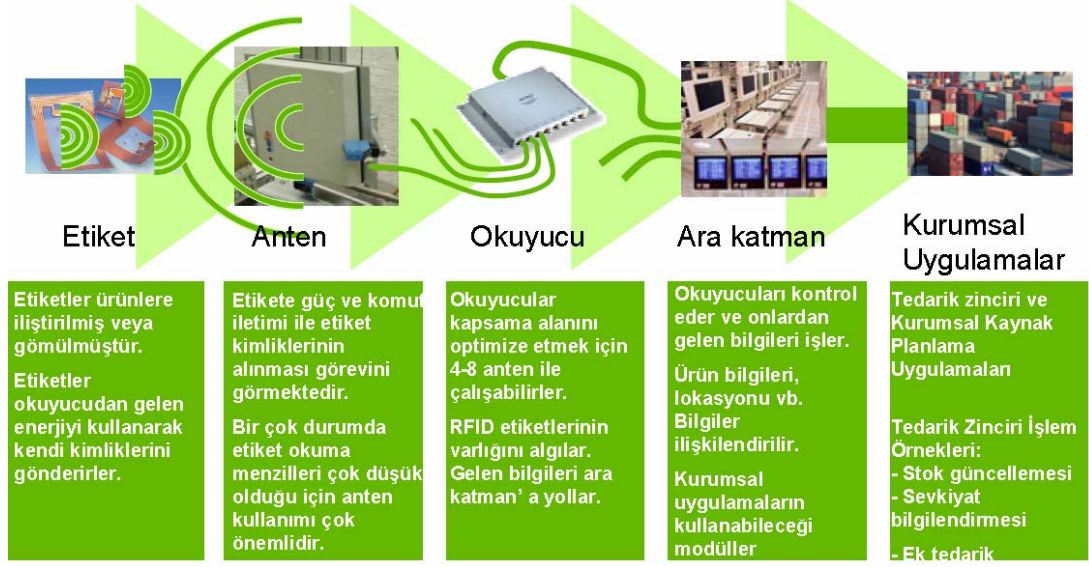 Etiket
Anten
Okuyucu
Ara katman
Kurumsal
Uygulamalar
Etiketler ürünlere
iliştirilmiş veya
gömülmüştür.
Etiketler
okuyucudan gelen
enerjiyi kullanarak
kendi kimliklerini
gönderirler.
Etikete güç ve komut
iletimi ile etiket
kimliklerinin
alınması görevini
görmektedir.
Bir çok durumda
etiket okuma
menzilleri çok düşük
olduğu için anten
kullanımı çok
önemlidir.
Okuyucular
kapsama alanını
optimize etmek için
4-8 anten ile
çalışabilirler.
RFID etiketlerinin
varlığını algılar.
Gelen bilgileri ara
katman' a yollar.
Okuyucuları kontrol
eder ve onlardan
gelen bilgileri işler.
Ürün bilgileri,
lokasyonu vb.
Bilgiler
ilişkilendirilir.
Kurumsal
uygulamaların
kullanabileceği
modüller
Tedarik zinciri ve
Kurumsal Kaynak
Planlama
Uygulamaları
Tedarik Zinciri İşlem
Örnekleri:
- Stok güncellemesi
- Sevkiyat
bilgilendirmesi
- Ek tedarik